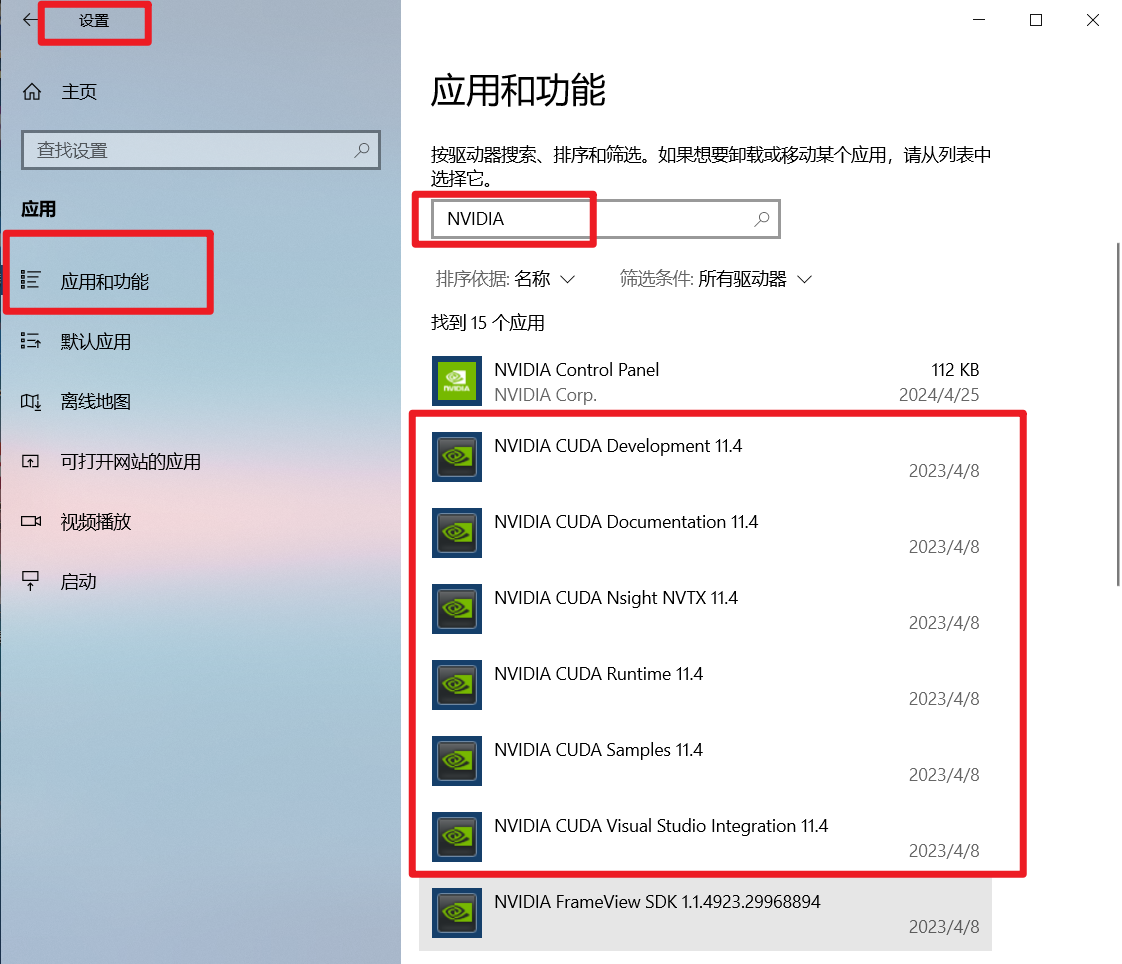 设置
主页
查找设置
应用
应用和功能
默认应用
离线地图
可打开网站的应用
视频播放
启动
应用和功能
按驱动器搜索、排序和筛选。如果想要卸载或移动某个应用，请从列表中
选择它。
NVIDIA
排序依据: 名称 筛选条件: 所有驱动器
找到 15 个应用
NVIDIA
NVIDIA Control Panel 112 KB
NVIDIA Corp. 2024/4/25
NVIDIA CUDA Development 11.4
2023/4/8
NVIDIA CUDA Documentation 11.4
2023/4/8
NVIDIA CUDA Nsight NVTX 11.4
2023/4/8
NVIDIA CUDA Runtime 11.4
2023/4/8
NVIDIA CUDA Samples 11.4
2023/4/8
NVIDIA CUDA Visual Studio Integration 11.4
2023/4/8
NVIDIA FrameView SDK 1.1.4923.29968894
2023/4/8